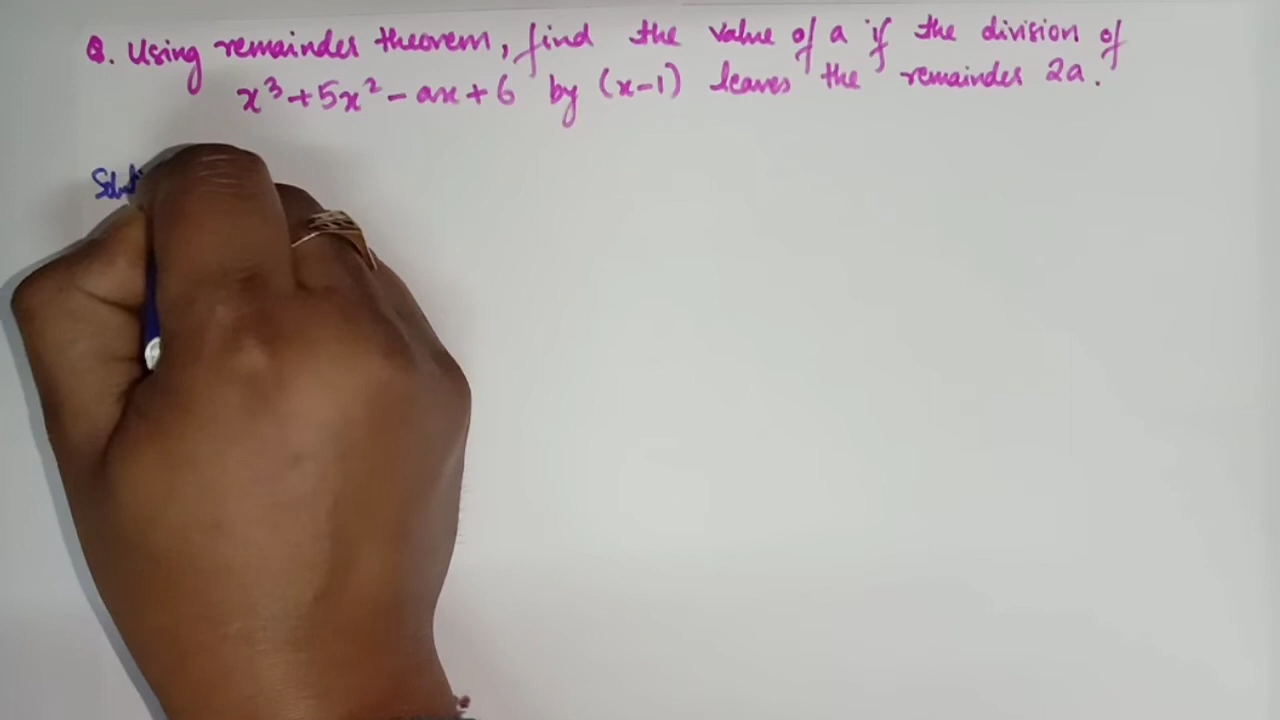 Q. Using remainder theorem, find the value of a if the division of
x³+5x²-ax+6 by (x-1) leaves the remainder 2a.